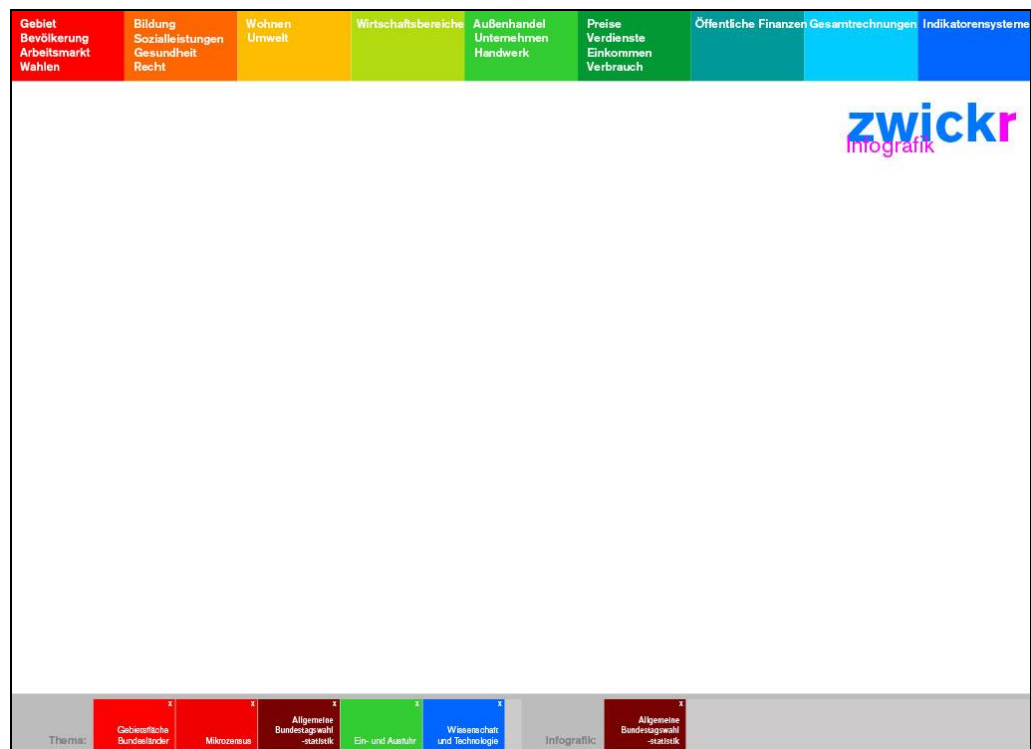 Gebiet
Bevölkerung
Arbeitsmarkt
Wahlen
Bildung
Sozialleistungen
Gesundheit
Recht
Wohnen
Umwelt
Wirtschaftsbereiche
Außenhandel
Unternehmen
Handwerk
Preise
Verdienste
Einkommen
Verbrauch
Öffentliche Finanzen
Gesamtrechnungen
Indikatorensysteme
zwickr
Infografik
Thema:
x
Gebietsfläche
Bundesländer
x
Mikrozensus
x
Allgemeine
Bundestagswahl
-statistik
x
Ein- und Ausfuhr
x
Wissenschaft
und Technologie
Infografik:
x
Allgemeine
Bundestagswahl
-statistik